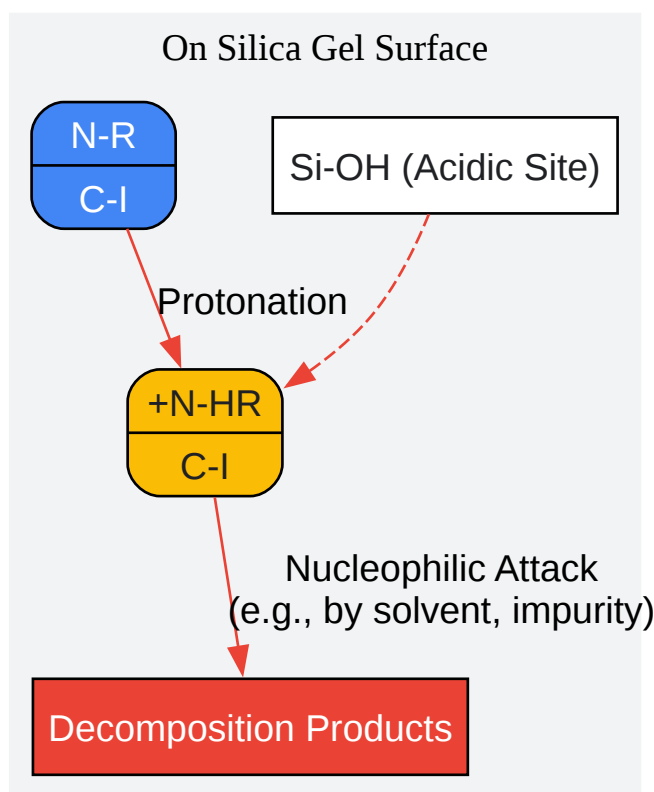 On Silica Gel Surface
N-R
C-I
Si-OH (Acidic Site)
Protonation
+N-HR
C-I
Nucleophilic Attack
(e.g., by solvent, impurity)
Decomposition Products